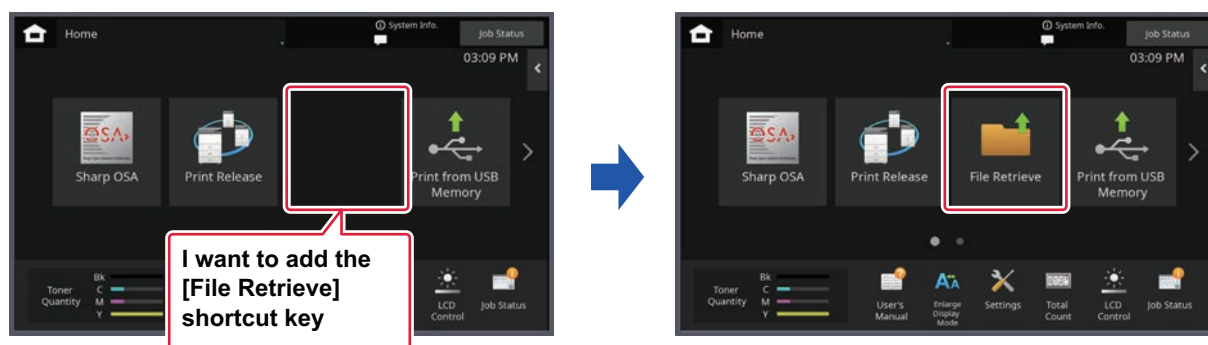 Home
System Info.
Job Status
03:09 PM
Sharp OSA
Print Release
Print from USB
Memory
I want to add the
[File Retrieve]
shortcut key
Toner
Quantity
Bk
C
M
Y
LCD
Control
Job Status
Home
System Info.
Job Status
03:09 PM
OSA
Sharp OSA
Print Release
File Retrieve
Print from USB
Memory
Toner
Quantity
Bk
C
M
Y
User's
Manual
Enlarge
Display
Mode
Settings
Total
Count
LCD
Control
Job Status